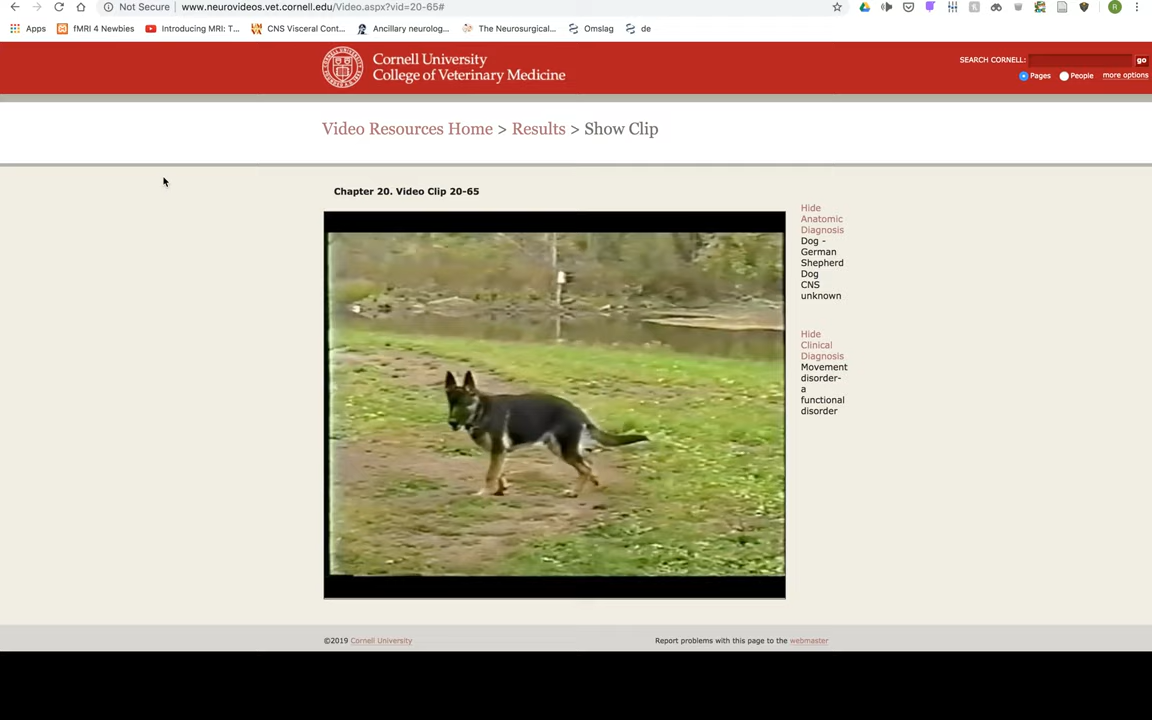 Not Secure
www.neurovideos.vet.cornell.edu/Video.aspx?vid=20-65#
R
Apps
fMRI 4 Newbies
Introducing MRI: T...
CNS Visceral Cont...
Ancillary neurolog...
The Neurosurgical...
Omslag
de
Cornell University
College of Veterinary Medicine
SEARCH CORNELL:
go
Pages
People
more options
Video Resources Home > Results > Show Clip
Chapter 20. Video Clip 20-65
Hide
Anatomic
Diagnosis
Dog -
German
Shepherd
Dog
CNS
unknown
Hide
Clinical
Diagnosis
Movement
disorder-
a
functional
disorder
©2019 Cornell University
Report problems with this page to the webmaster